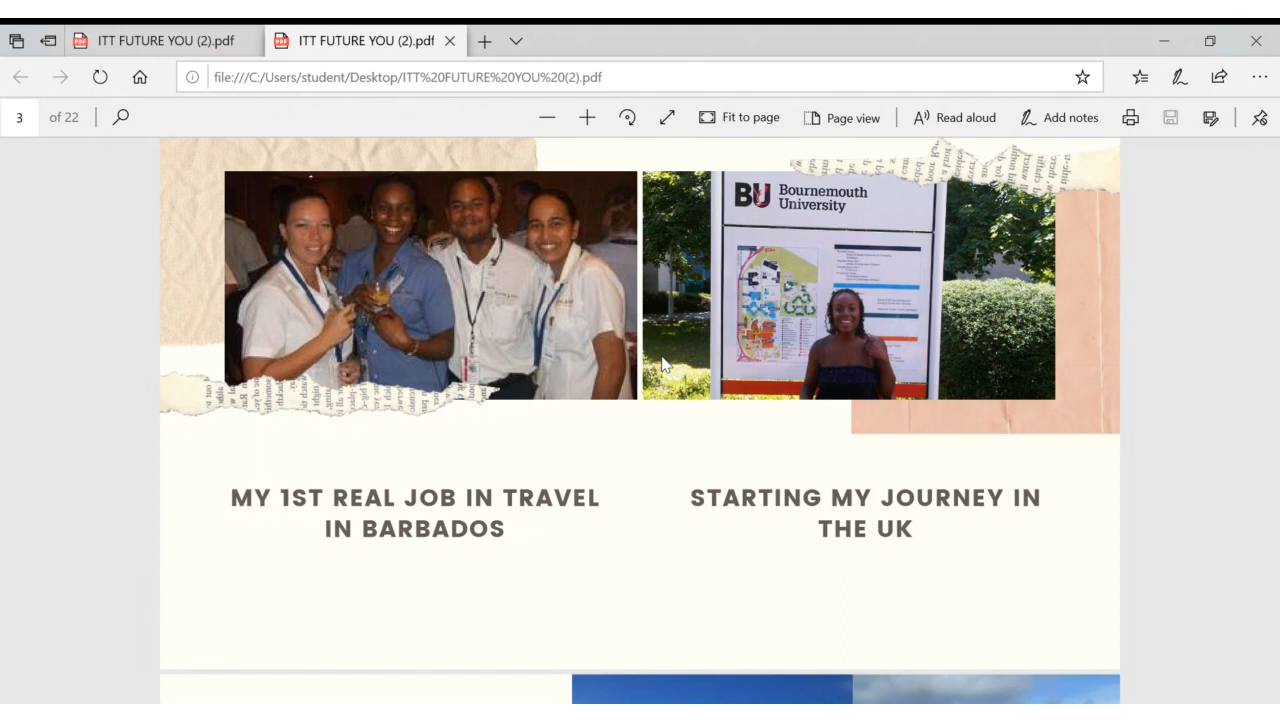 ITT FUTURE YOU (2).pdf
ITT FUTURE YOU (2).pdf
file:///C:/Users/student/Desktop/ITT%20FUTURE%20YOU%20(2).pdf
3 of 22
Fit to page
Page view
Read aloud
Add notes
BU Bournemouth
University
MY 1ST REAL JOB IN TRAVEL
IN BARBADOS
STARTING MY JOURNEY IN
THE UK